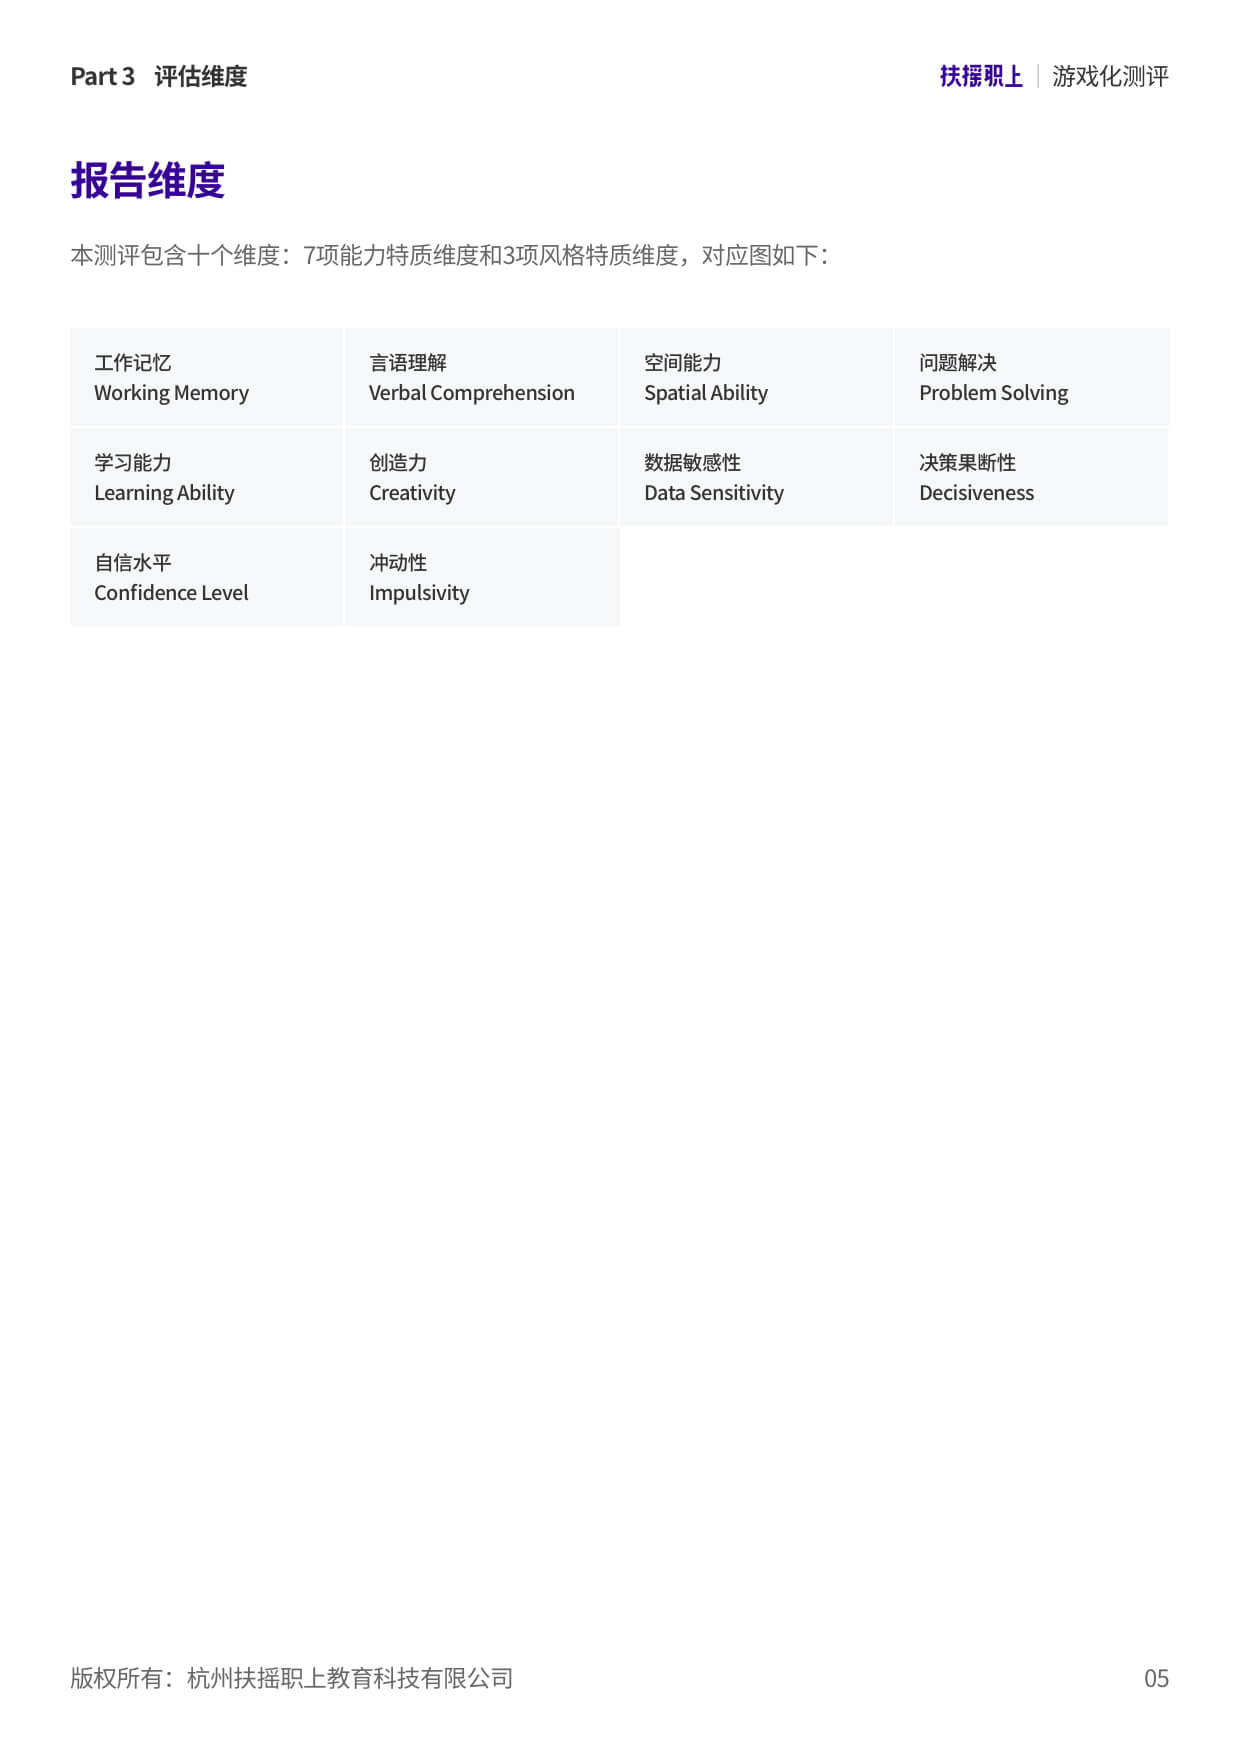 Part 3 评估维度
扶摇职上 | 游戏化测评
报告维度
本测评包含十个维度：7项能力特质维度和3项风格特质维度，对应图如下：
工作记忆
Working Memory
言语理解
Verbal Comprehension
空间能力
Spatial Ability
问题解决
Problem Solving
学习能力
Learning Ability
创造力
Creativity
数据敏感性
Data Sensitivity
决策果断性
Decisiveness
自信水平
Confidence Level
冲动性
Impulsivity
版权所有：杭州扶摇职上教育科技有限公司
05